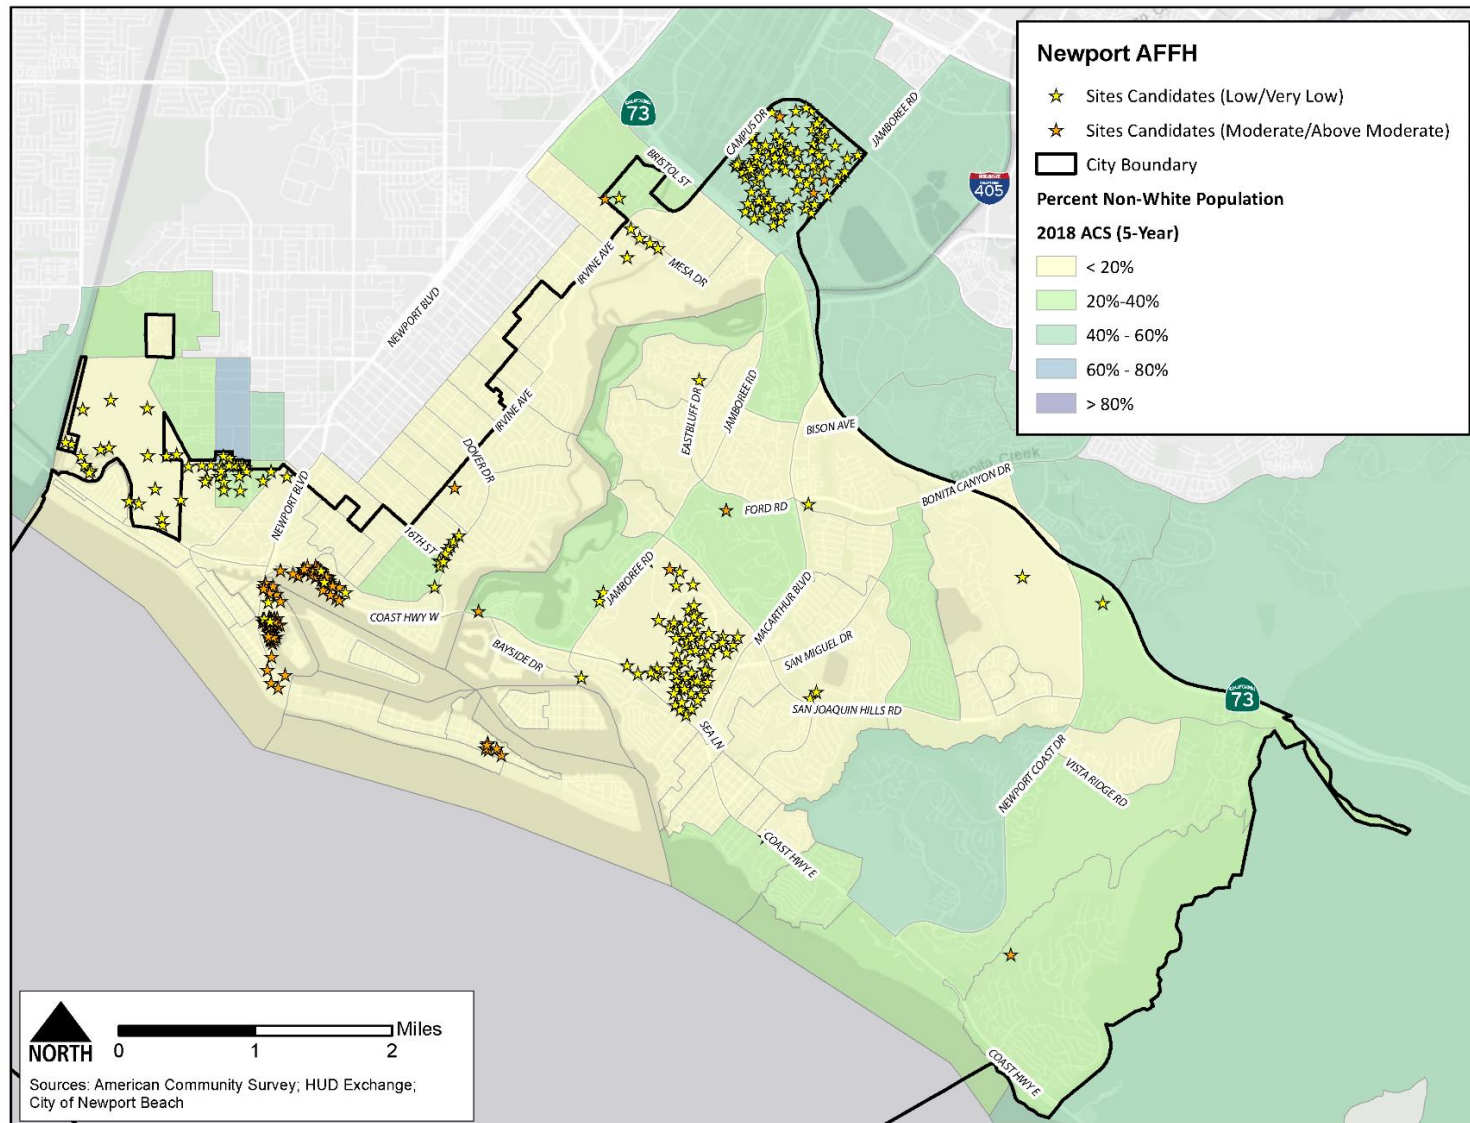 Newport AFFH
Sites Candidates (Low/Very Low)
Sites Candidates (Moderate/Above Moderate)
City Boundary
Percent Non-White Population
2018 ACS (5-Year)
< 20%
20%-40%
40% - 60%
60% - 80%
> 80%
CALIFORNIA
73
CAMPUS DR
JAMBOREE RD
BRISTOL ST
405
IRVINE AVE
MESA DR
NEWPORT BLVD
IRVINE AVE
EASTBLUFF DR
JAMBOREE RD
BISON AVE
DOVER DR
Bonita Creek
BONITA CANYON DR
NEWPORT BLVD
FORD RD
16TH ST
JAMBOREE RD
MACARTHUR BLVD
COAST HWY W
BAYSIDE DR
SAN MIGUEL DR
SAN JOAQUIN HILLS RD
CALIFORNIA
73
SEA LN
NEWPORT COAST DR
VISTA RIDGE RD
COAST HWY E
COAST HWY E
NORTH
0 1 2 Miles
Sources: American Community Survey; HUD Exchange;
City of Newport Beach